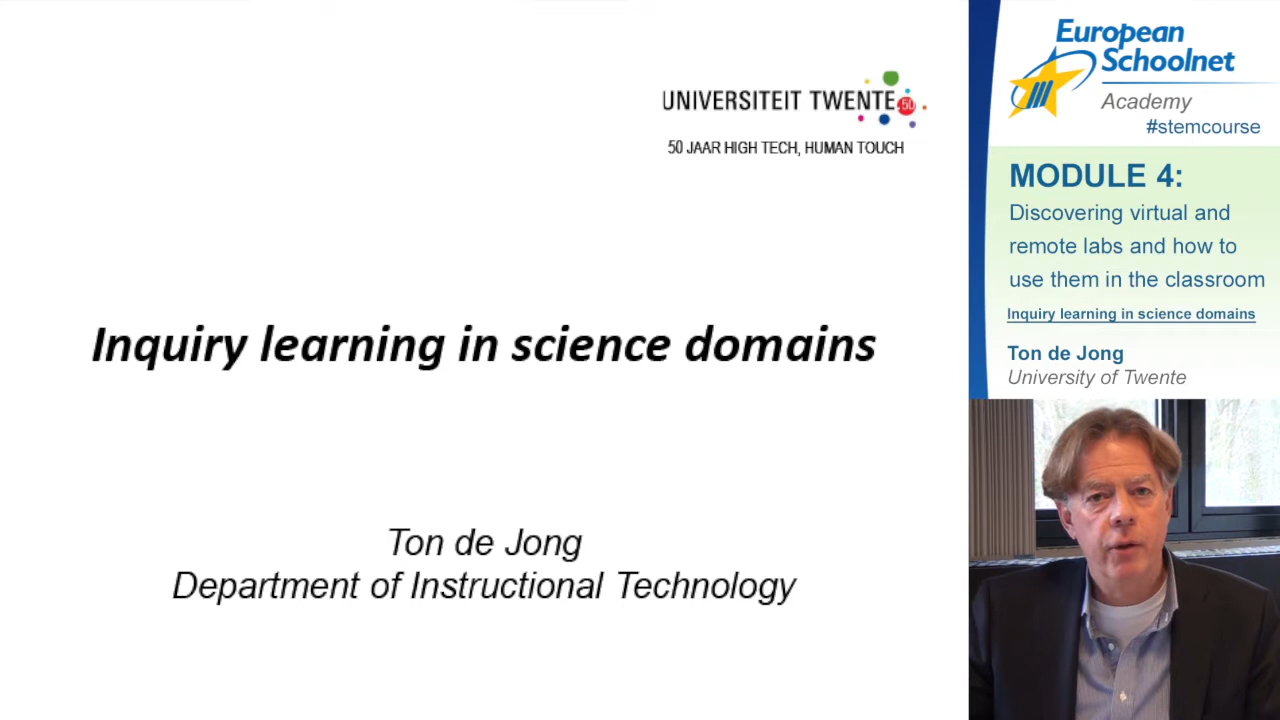 UNIVERSITEIT TWENTE.50
50 JAAR HIGH TECH, HUMAN TOUCH
Inquiry learning in science domains
Ton de Jong
Department of Instructional Technology
European
Schoolnet
Academy
#stemcourse
MODULE 4:
Discovering virtual and
remote labs and how to
use them in the classroom
Inquiry learning in science domains
Ton de Jong
University of Twente